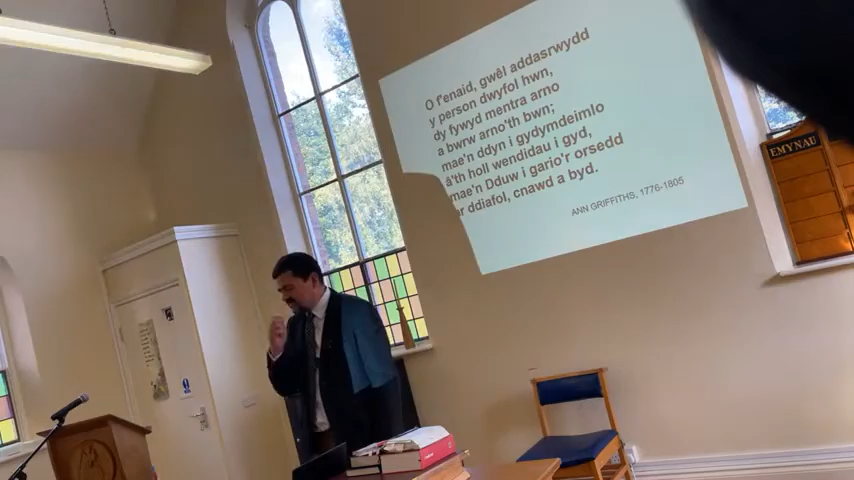 O f'enaid, gwêl addasrwydd
y person dwyfol hwn,
dy fywyd mentra arno
a bwrw arno'th bwn;
mae'n ddyn i gydymdeimlo
â'th holl wendidau i gyd,
mae'n Dduw i gario'r orsedd
ar ddiafol, cnawd a byd.
ANN GRIFFITHS, 1776-1805
EMYNAU